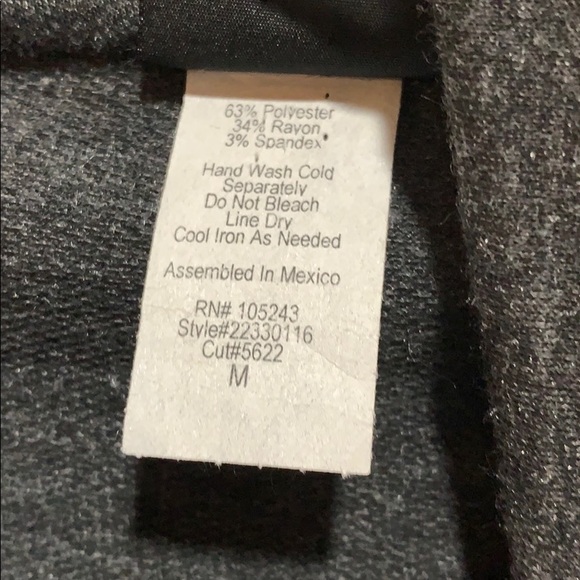 63% Polyester
34% Rayon
3% Spandex
Hand Wash Cold
Separately
Do Not Bleach
Line Dry
Cool Iron As Needed
Assembled In Mexico
RN# 105243
Style#22330116
Cut#5622
M